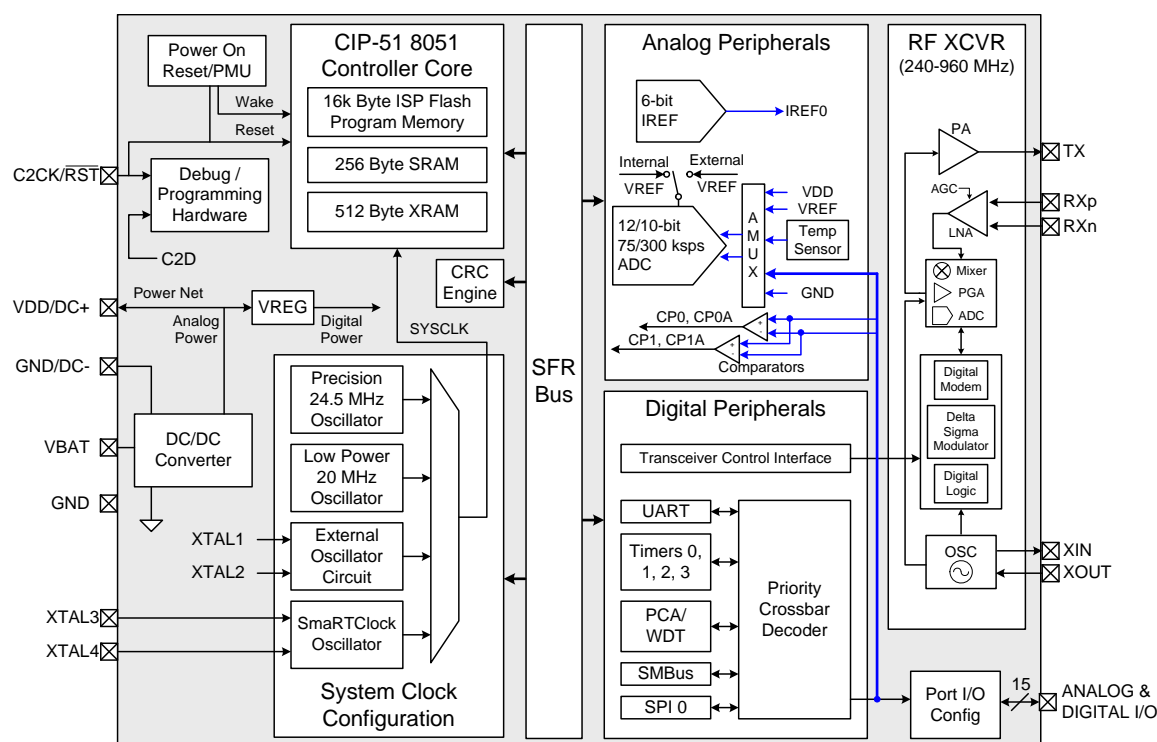 Power On
Reset/PMU
Wake
Reset
C2CK/RST
Debug /
Programming
Hardware
C2D
CIP-51 8051
Controller Core
16k Byte ISP Flash
Program Memory
256 Byte SRAM
512 Byte XRAM
VDD/DC+
Power Net
Analog
Power
VREG
Digital
Power
SYSCLK
CRC
Engine
GND/DC-
VBAT
DC/DC
Converter
GND
XTAL1
XTAL2
XTAL3
XTAL4
Precision
24.5 MHz
Oscillator
Low Power
20 MHz
Oscillator
External
Oscillator
Circuit
SmaRTClock
Oscillator
System Clock
Configuration
SFR
Bus
Analog Peripherals
6-bit
IREF
IREF0
Internal
VREF
External
VREF
12/10-bit
75/300 ksps
ADC
A
M
U
X
VDD
VREF
Temp
Sensor
GND
CP0, CP0A
+
-
CP1, CP1A
+
-
Comparators
Digital Peripherals
Transceiver Control Interface
UART
Timers 0,
1, 2, 3
PCA/
WDT
SMBus
SPI 0
Priority
Crossbar
Decoder
RF XCVR
(240-960 MHz)
PA
TX
AGC
LNA
RXp
RXn
Mixer
PGA
ADC
Digital
Modem
Delta
Sigma
Modulator
Digital
Logic
OSC
XIN
XOUT
Port I/O
Config
15
ANALOG &
DIGITAL I/O